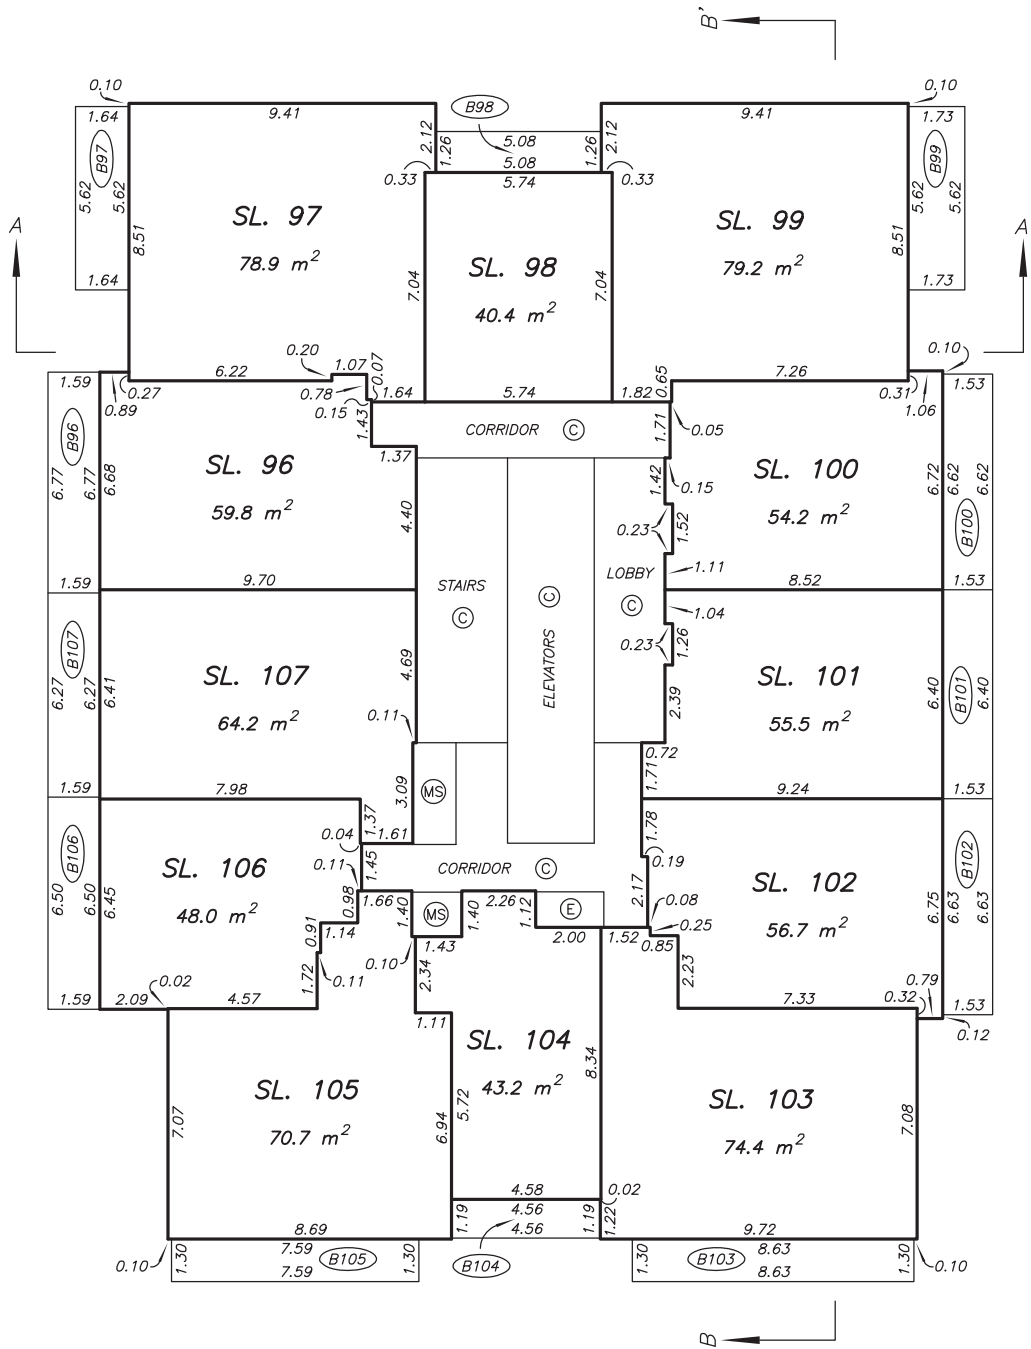 B'
0.10
9.41
B98
9.41
0.10
1.64
B97
5.62
5.62
1.64
8.51
2.12
1.26
5.08
5.08
1.26
2.12
0.33
5.74
0.33
1.73
B99
5.62
5.62
1.73
8.51
A
A
SL. 97
78.9 m²
SL. 98
40.4 m²
SL. 99
79.2 m²
7.04
7.04
0.20
1.07
0.07
6.22
0.78
0.15
1.64
5.74
1.82
0.65
7.26
0.10
0.31
1.06
1.53
1.59
0.27
0.89
1.43
1.37
CORRIDOR C
1.71
0.05
B96
6.77
6.77
6.68
SL. 96
59.8 m²
4.40
1.42
0.15
0.23
1.52
1.11
SL. 100
54.2 m²
6.72
6.62
6.62
B100
1.59
9.70
STAIRS
C
C
ELEVATORS
LOBBY
C
8.52
1.53
B107
6.27
6.27
6.41
SL. 107
64.2 m²
4.69
0.11
1.04
0.23
1.26
2.39
SL. 101
55.5 m²
6.40
B101
6.40
0.72
1.71
1.59
7.98
3.09
MS
9.24
1.53
0.04
1.37
1.61
1.78
B106
6.50
6.50
6.45
SL. 106
48.0 m²
0.11
1.45
CORRIDOR C
0.19
SL. 102
56.7 m²
6.75
6.63
B102
6.63
0.98
1.66
1.40
MS
1.40
2.26
1.12
E
2.17
0.08
0.25
0.91
1.14
1.43
2.00
1.52
0.85
1.72
0.11
0.10
2.34
2.23
0.79
0.32
1.59
2.09
0.02
4.57
7.33
1.53
0.12
1.11
SL. 105
70.7 m²
7.07
SL. 104
43.2 m²
5.72
6.94
8.34
SL. 103
74.4 m²
7.08
4.58
0.02
1.19
4.56
4.56
1.19
1.22
8.69
9.72
0.10
1.30
7.59
7.59
B105
1.30
B104
1.30
B103
8.63
8.63
1.30
0.10
B